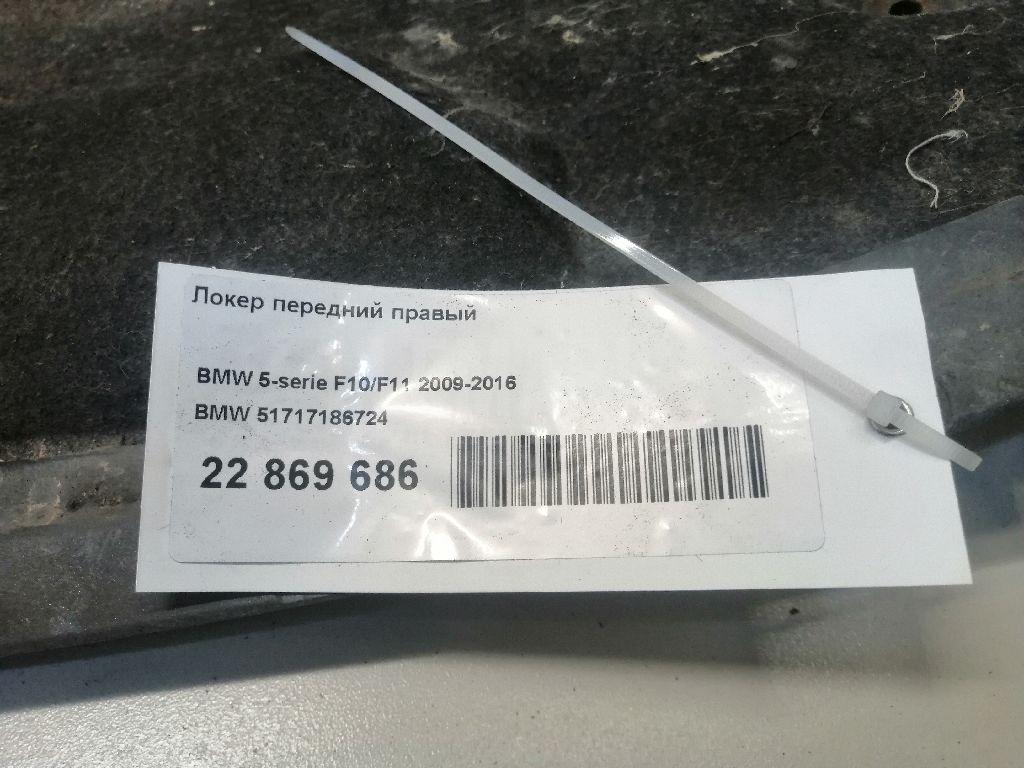 Локер передний правый
BMW 5-serie F10/F11 2009-2016
BMW 51717186724
22 869 686